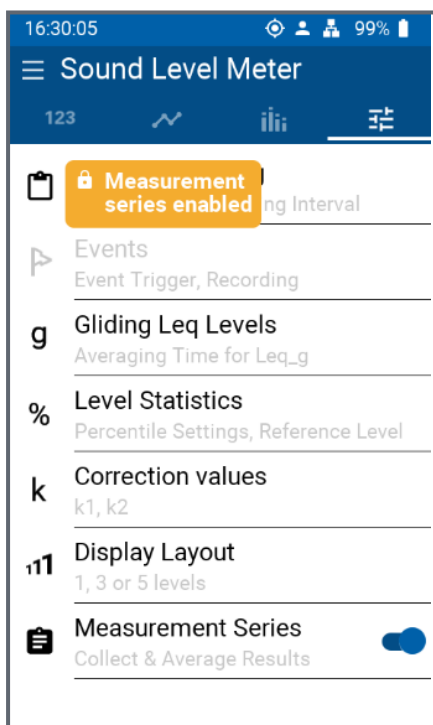 16:30:05 99%
Sound Level Meter
123
Measurement
series enabled
ng Interval
Events
Event Trigger, Recording
g Gliding Leq Levels
Averaging Time for Leq_g
% Level Statistics
Percentile Settings, Reference Level
k Correction values
k1, k2
111 Display Layout
1, 3 or 5 levels
Measurement Series
Collect & Average Results